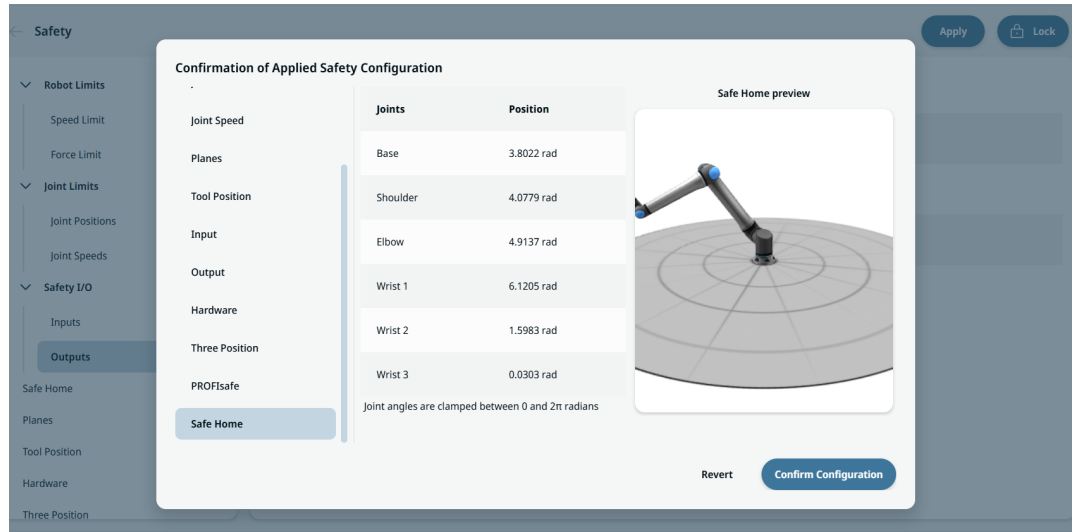 Safety
Apply
Lock
Robot Limits
Speed Limit
Force Limit
Joint Limits
Joint Positions
Joint Speeds
Safety I/O
Inputs
Outputs
Safe Home
Planes
Tool Position
Hardware
Three Position
Confirmation of Applied Safety Configuration
Joint Speed
Planes
Tool Position
Input
Output
Hardware
Three Position
PROFIsafe
Safe Home
Joints Position
Base 3.8022 rad
Shoulder 4.0779 rad
Elbow 4.9137 rad
Wrist 1 6.1205 rad
Wrist 2 1.5983 rad
Wrist 3 0.0303 rad
Joint angles are clamped between 0 and 2π radians
Safe Home preview
Revert
Confirm Configuration